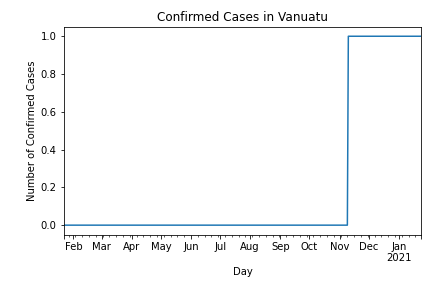 Confirmed Cases in Vanuatu
Number of Confirmed Cases
1.0
0.8
0.6
0.4
0.2
0.0
Feb Mar Apr May Jun Jul Aug Sep Oct Nov Dec Jan
2021
Day